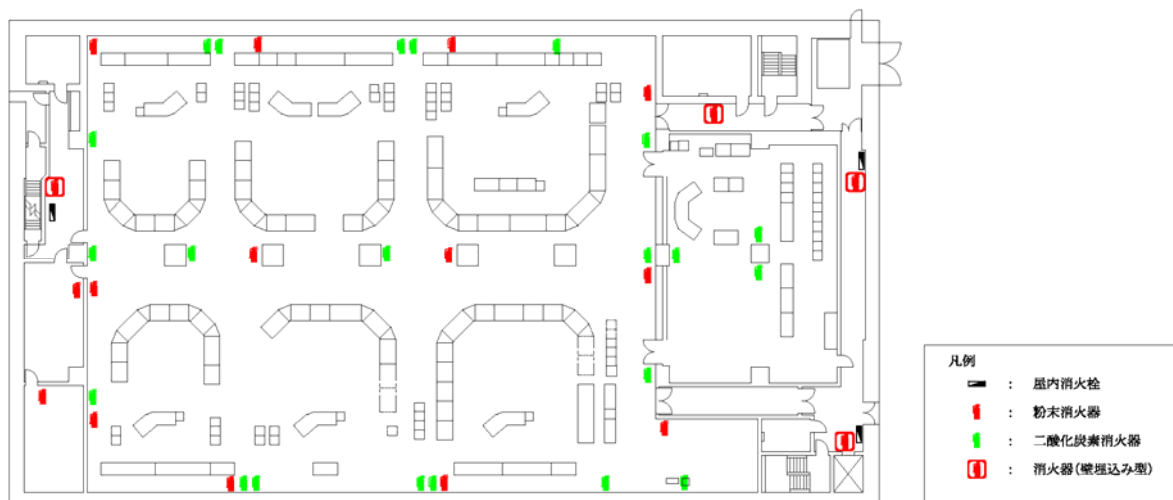 凡例
： 屋内消火栓
： 粉末消火器
： 二酸化炭素消火器
： 消火器(壁埋込み型)